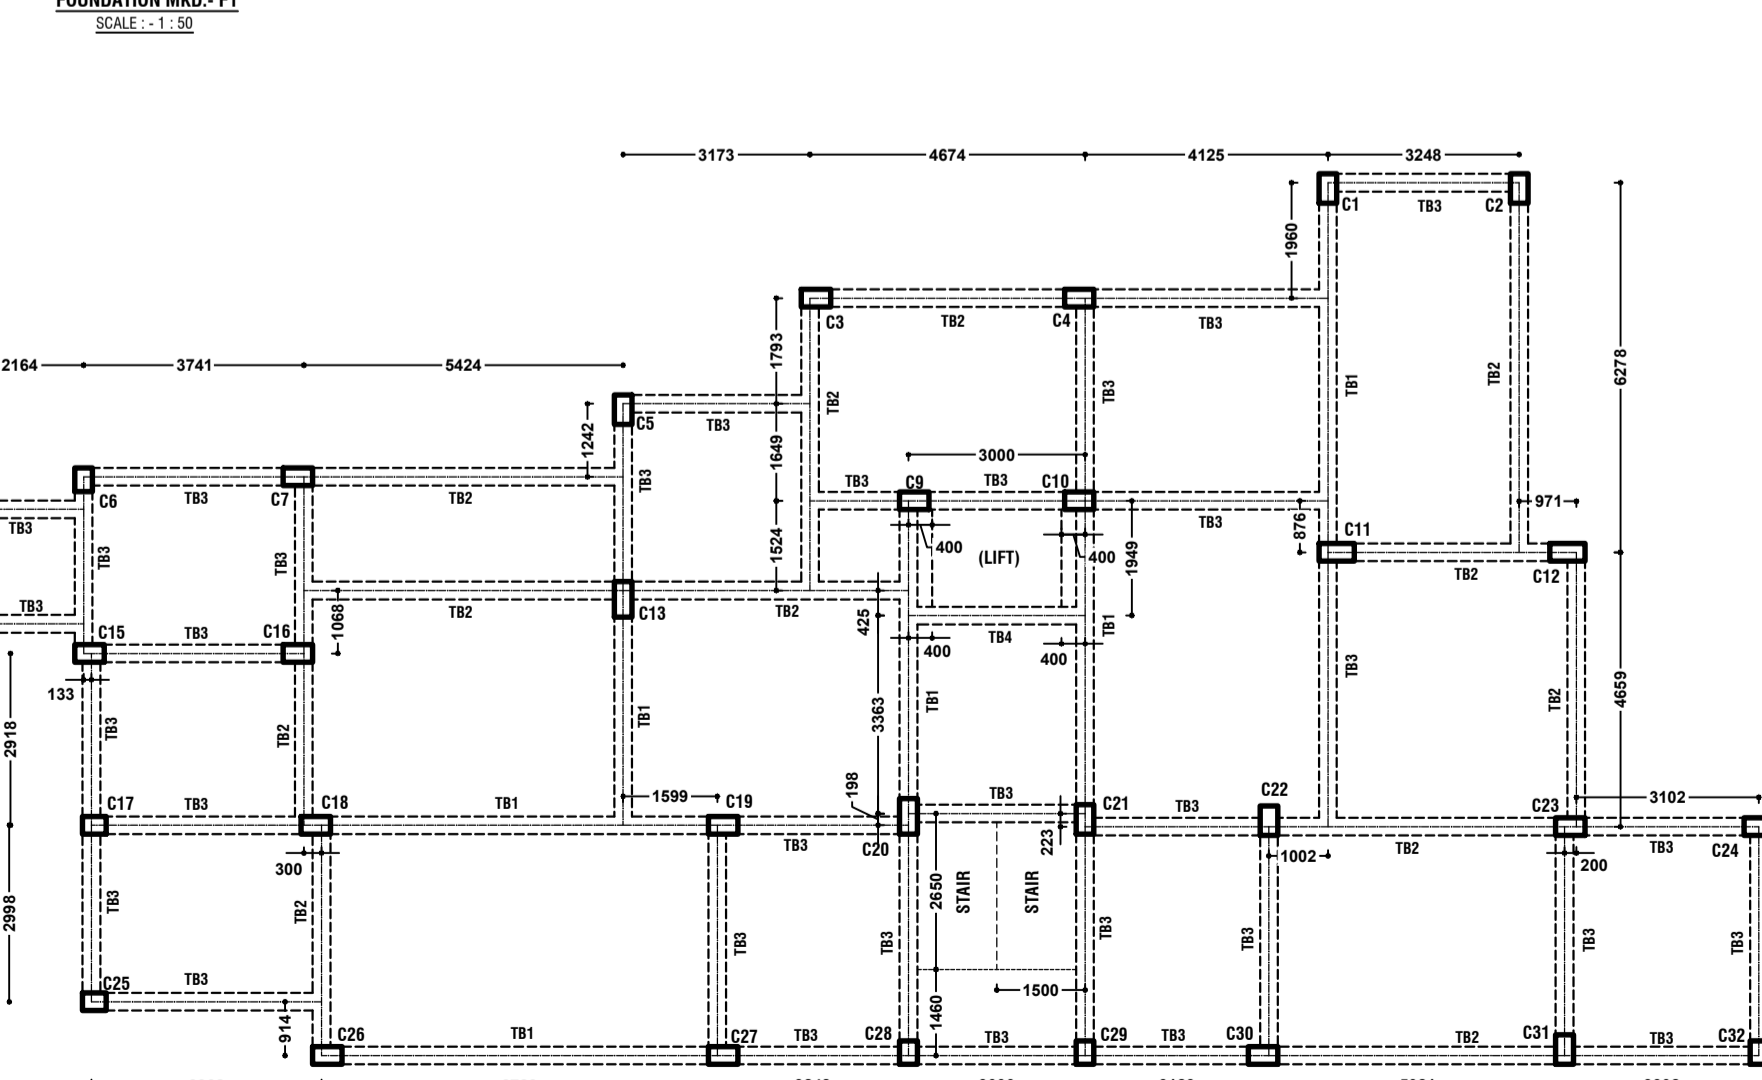 FOUNDATION MKD.- F1
SCALE : - 1 : 50
3173 4674 4125 3248
C1 TB3 C2
1960
C3 TB2 C4 TB3
1793
2164 3741 5424
6278
TB1 TB2
TB2 TB3
C5 TB3
1242
1649
3000
TB3
C6 TB3 C7 TB2
TB3 C9 TB3 C10
971
TB3
TB3
876
C11
TB3 TB3
1524
400 (LIFT) 400
1949
TB2 C12
TB3
TB2 C13 TB2
1068
425
C15 TB3 C16
TB4
TB1
400 400
TB3
133
4659
TB3 TB2 TB1
3363
TB1
TB2
2918
198
C17 TB3 C18 TB1 1599 C19
TB3 C21 TB3 C22
C23 3102
TB3 C20
223
1002 TB2 TB3 C24
300
200
2650
STAIR STAIR
TB3 TB2 TB3 TB3 TB3 TB3 TB3 TB3
2998
C25 TB3
1500
1460
914
C26 TB1 C27 TB3 C28 TB3 C29 TB3 C30 TB2 C31 TB3 C32